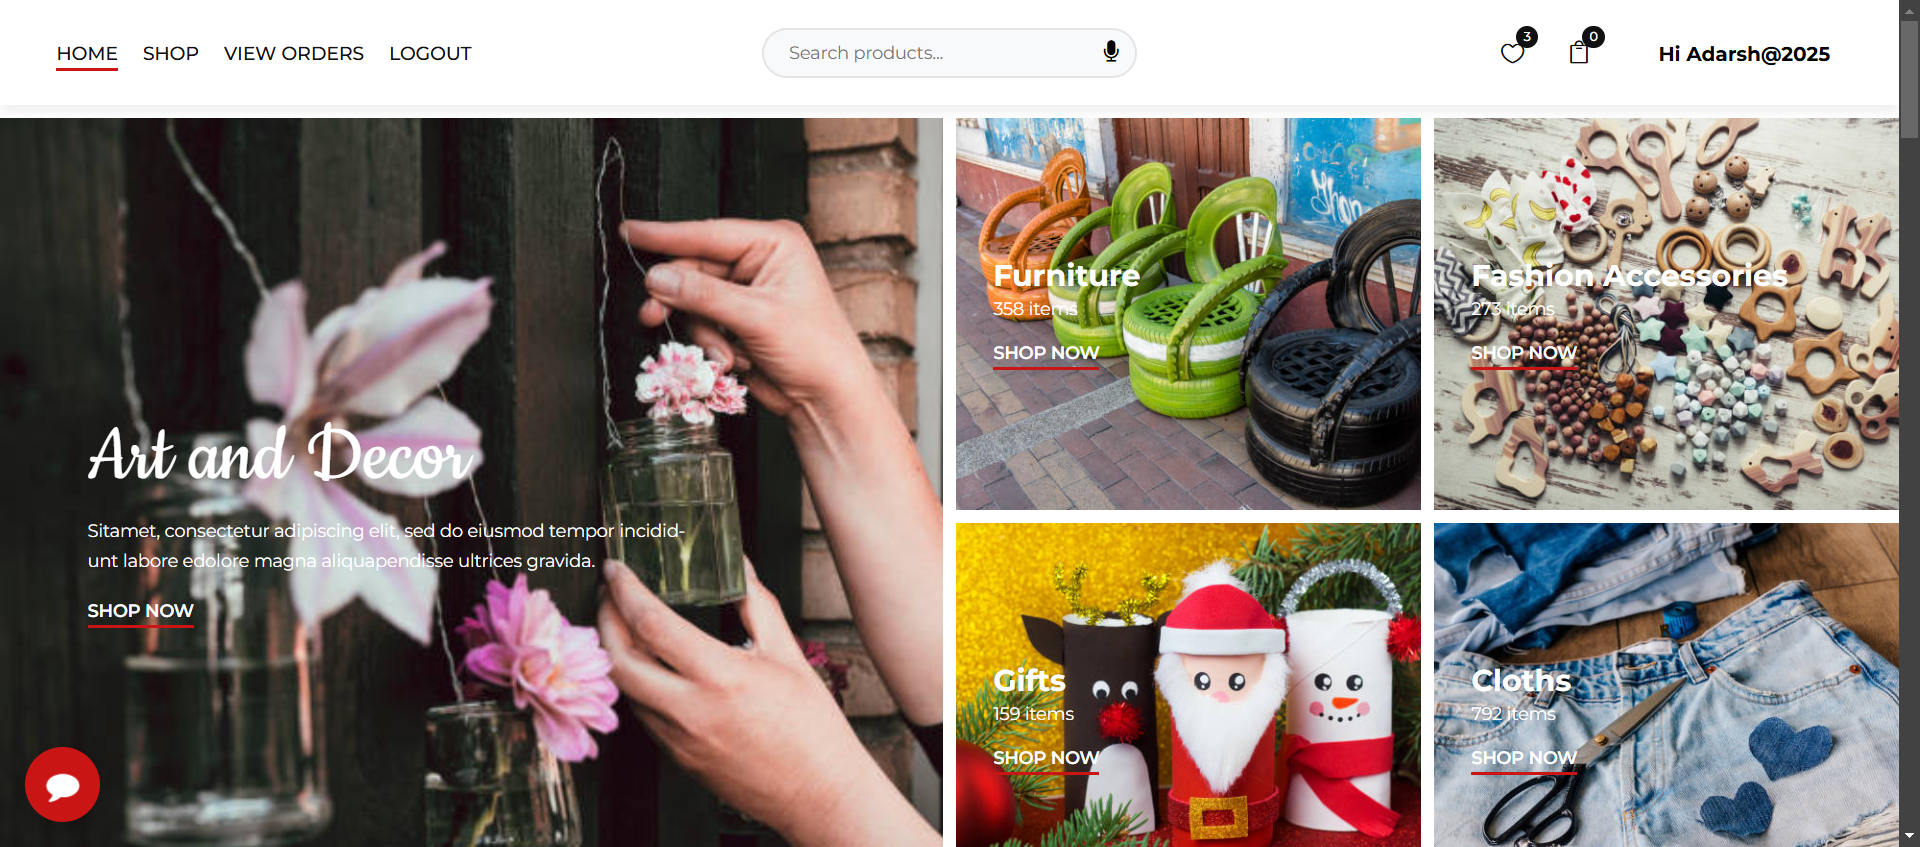 HOME SHOP VIEW ORDERS LOGOUT
Search products...
3
0
Hi Adarsh@2025
Art and Decor
Sitamet, consectetur adipiscing elit, sed do eiusmod tempor incidid-
unt labore edolore magna aliquapendisse ultrices gravida.
SHOP NOW
Furniture
358 items
SHOP NOW
Fashion Accessories
273 items
SHOP NOW
Gifts
159 items
SHOP NOW
Cloths
792 items
SHOP NOW